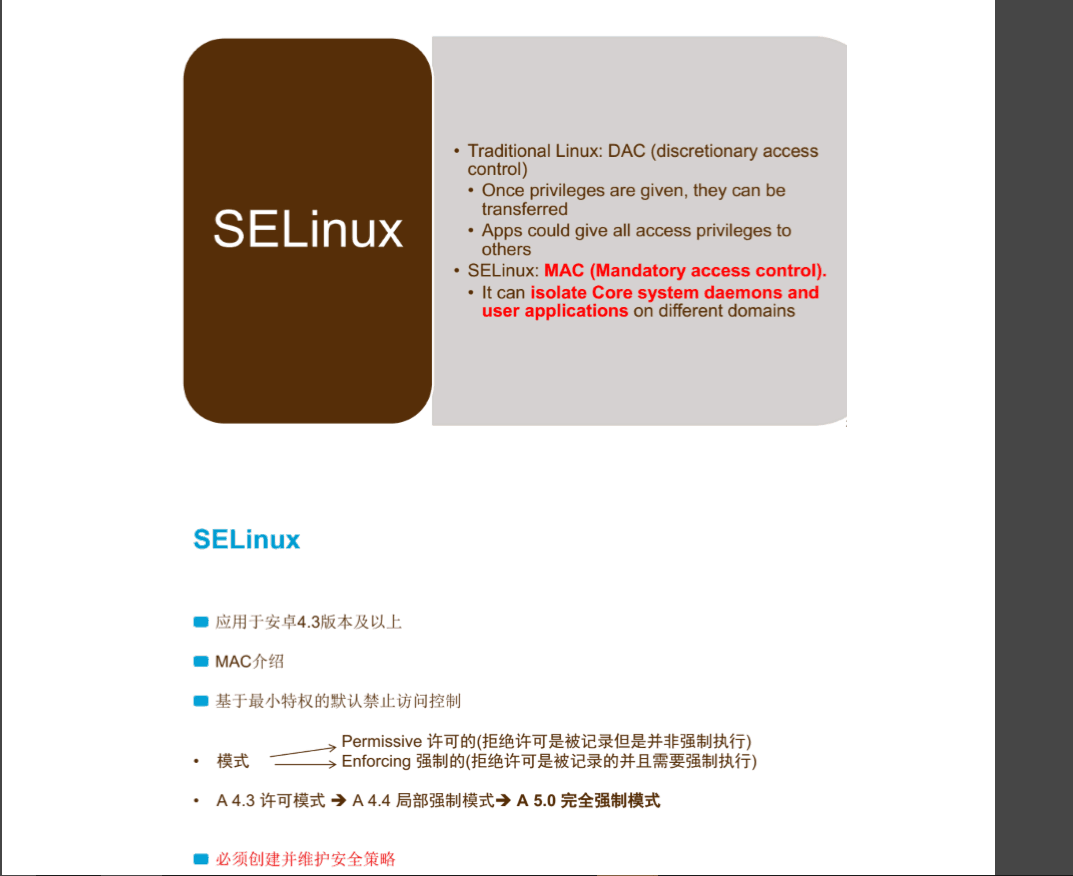 SELinux
• Traditional Linux: DAC (discretionary access
control)
• Once privileges are given, they can be
transferred
• Apps could give all access privileges to
others
• SELinux: MAC (Mandatory access control).
• It can isolate Core system daemons and
user applications on different domains
SELinux
应用于安卓4.3版本及以上
MAC介绍
基于最小特权的默认禁止访问控制
• 模式
Permissive 许可的(拒绝许可是被记录但是并非强制执行)
Enforcing 强制的(拒绝许可是被记录的并且需要强制执行)
• A 4.3 许可模式 ➔ A 4.4 局部强制模式➔ A 5.0 完全强制模式
必须创建并维护安全策略